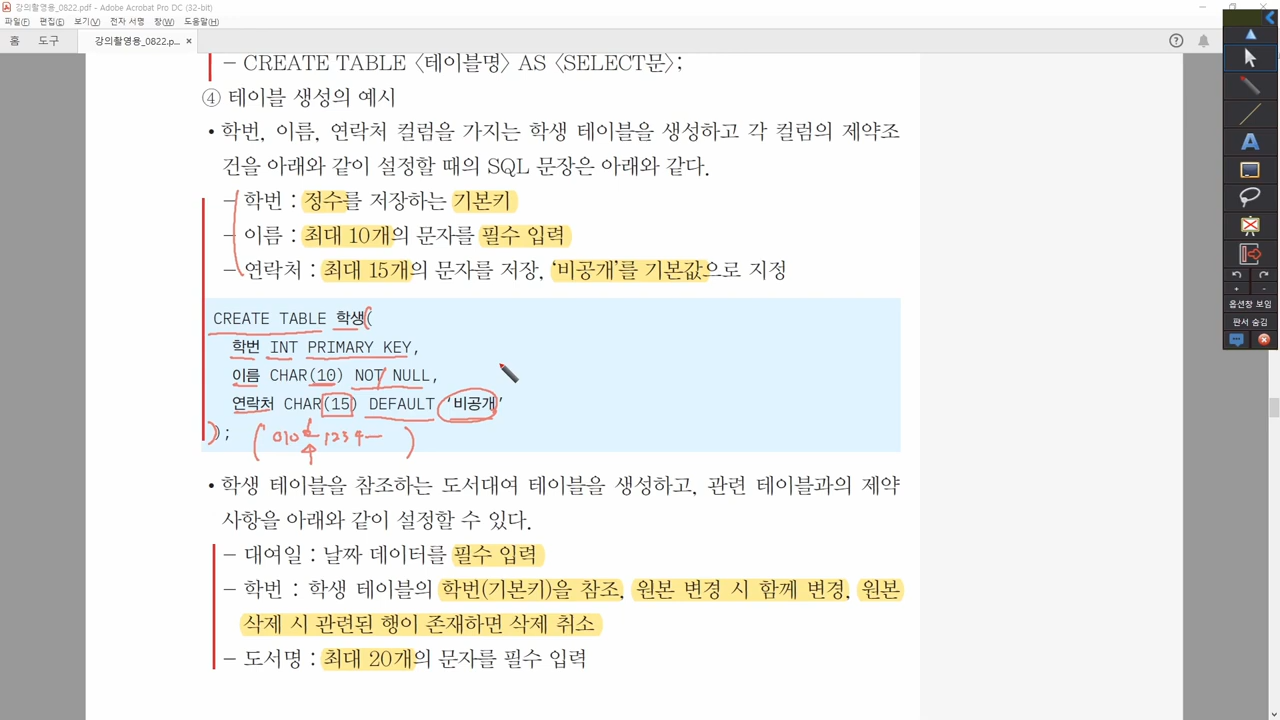 강의촬영용_0822.pdf - Adobe Acrobat Pro DC (32-bit)
파일(F) 편집(E) 보기(V) 전자 서명 창(W) 도움말(H)
홈 도구 강의촬영용_0822.p... ×
- CREATE TABLE 〈테이블명〉 AS 〈SELECT문〉;
④ 테이블 생성의 예시
• 학번, 이름, 연락처 컬럼을 가지는 학생 테이블을 생성하고 각 컬럼의 제약조
건을 아래와 같이 설정할 때의 SQL 문장은 아래와 같다.
- 학번 : 정수를 저장하는 기본키
- 이름 : 최대 10개의 문자를 필수 입력
- 연락처 : 최대 15개의 문자를 저장, ‘비공개’를 기본값으로 지정
CREATE TABLE 학생(
학번 INT PRIMARY KEY,
이름 CHAR(10) NOT NULL,
연락처 CHAR(15) DEFAULT ‘비공개’
);
( 010 1234 - )
• 학생 테이블을 참조하는 도서대여 테이블을 생성하고, 관련 테이블과의 제약
사항을 아래와 같이 설정할 수 있다.
- 대여일 : 날짜 데이터를 필수 입력
- 학번 : 학생 테이블의 학번(기본키)을 참조, 원본 변경 시 함께 변경, 원본
삭제 시 관련된 행이 존재하면 삭제 취소
- 도서명 : 최대 20개의 문자를 필수 입력
A
옵션창 보임
판서 숨김